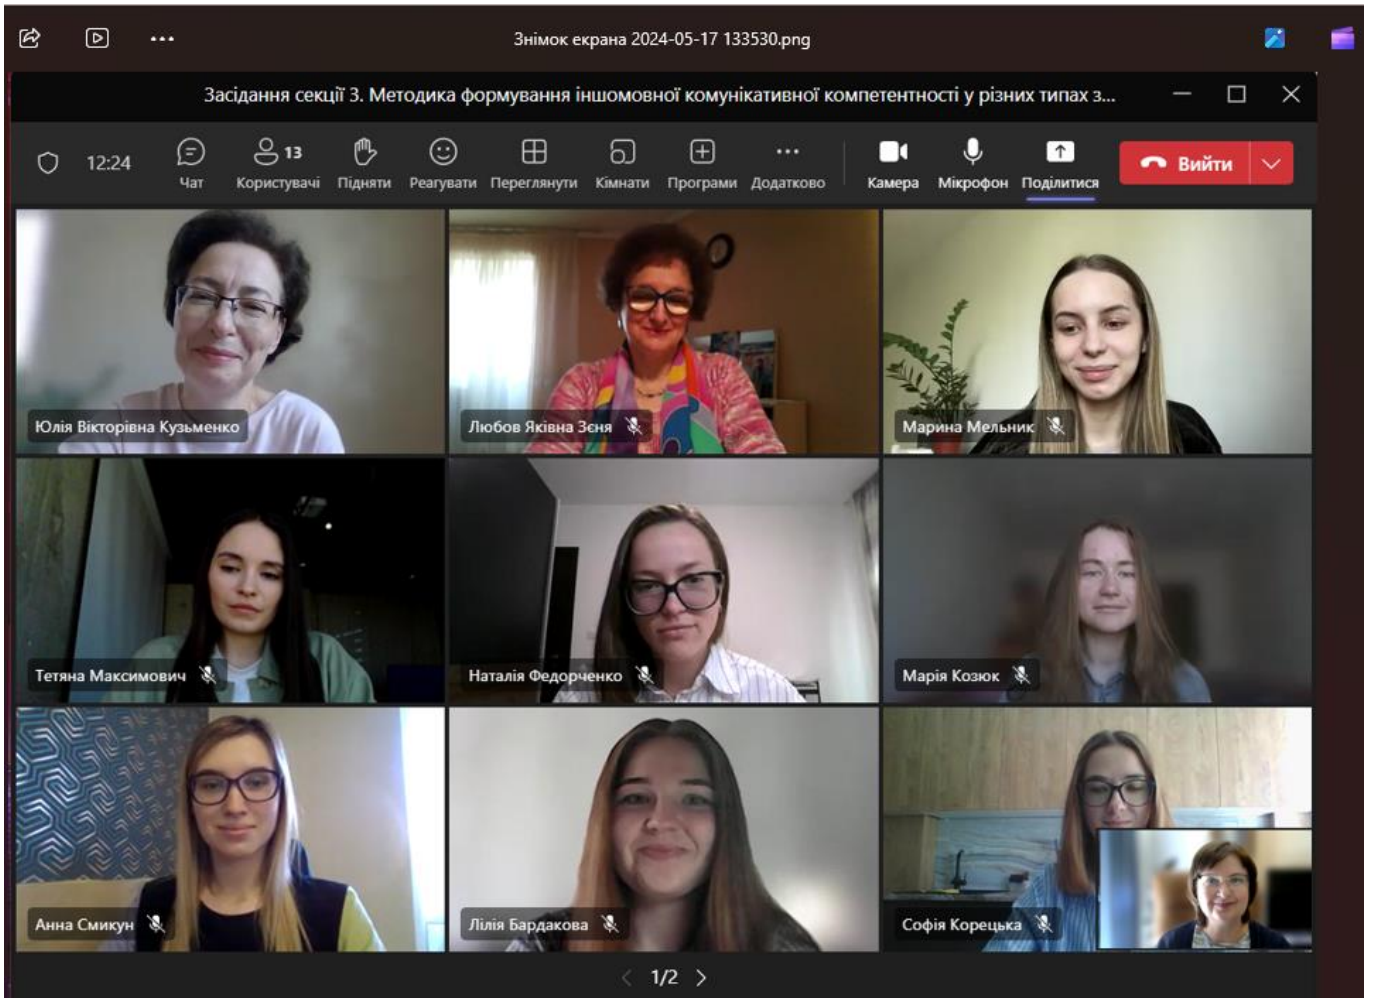 Знімок екрана 2024-05-17 133530.png
Засідання секції 3. Методика формування іншомовної комунікативної компетентності у різних типах з...
12:24
Чат
13
Користувачі
Підняти
Реагувати
Переглянути
Кімнати
Програми
Додатково
Камера
Мікрофон
Поділитися
Вийти
Юлія Вікторівна Кузьменко
Любов Яківна Зєня
Марина Мельник
Тетяна Максимович
Наталія Федорченко
Марія Козюк
Анна Смикун
Лілія Бардакова
Софія Корецька
1/2